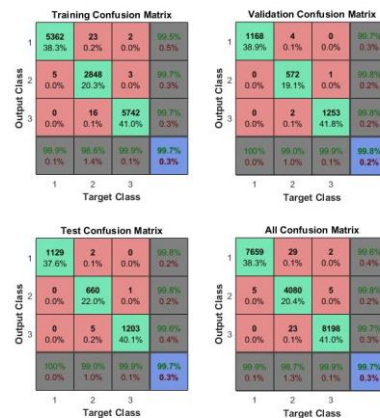 Training Confusion Matrix
Output Class
1
5362 23 2 99.5%
38.3% 0.2% 0.0% 0.5%
2
5 2848 3 99.7%
0.0% 20.3% 0.0% 0.3%
3
0 16 5742 99.7%
0.0% 0.1% 41.0% 0.3%
99.9% 98.6% 99.9% 99.7%
0.1% 1.4% 0.1% 0.3%
1 2 3
Target Class
Validation Confusion Matrix
Output Class
1
1168 4 0 99.7%
38.9% 0.1% 0.0% 0.3%
2
0 572 1 99.8%
0.0% 19.1% 0.0% 0.2%
3
0 2 1253 99.8%
0.0% 0.1% 41.8% 0.2%
100% 99.0% 99.9% 99.8%
0.0% 1.0% 0.1% 0.2%
1 2 3
Target Class
Test Confusion Matrix
Output Class
1
1129 2 0 99.8%
37.6% 0.1% 0.0% 0.2%
2
0 660 1 99.8%
0.0% 22.0% 0.0% 0.2%
3
0 5 1203 99.6%
0.0% 0.2% 40.1% 0.4%
100% 99.0% 99.9% 99.7%
0.0% 1.0% 0.1% 0.3%
1 2 3
Target Class
All Confusion Matrix
Output Class
1
7659 29 2 99.6%
38.3% 0.1% 0.0% 0.4%
2
5 4080 5 99.8%
0.0% 20.4% 0.0% 0.2%
3
0 23 8198 99.7%
0.0% 0.1% 41.0% 0.3%
99.9% 98.7% 99.9% 99.7%
0.1% 1.3% 0.1% 0.3%
1 2 3
Target Class